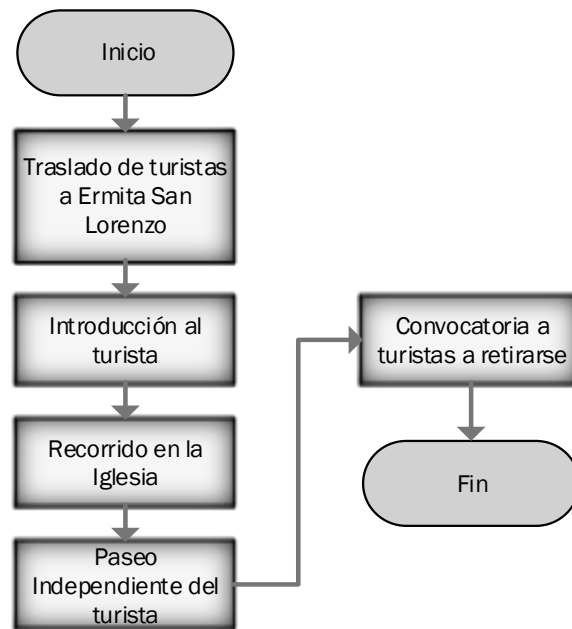 Inicio
Traslado de turistas
a Ermita San
Lorenzo
Introducción al
turista
Recorrido en la
Iglesia
Paseo
Independiente del
turista
Convocatoria a
turistas a retirarse
Fin